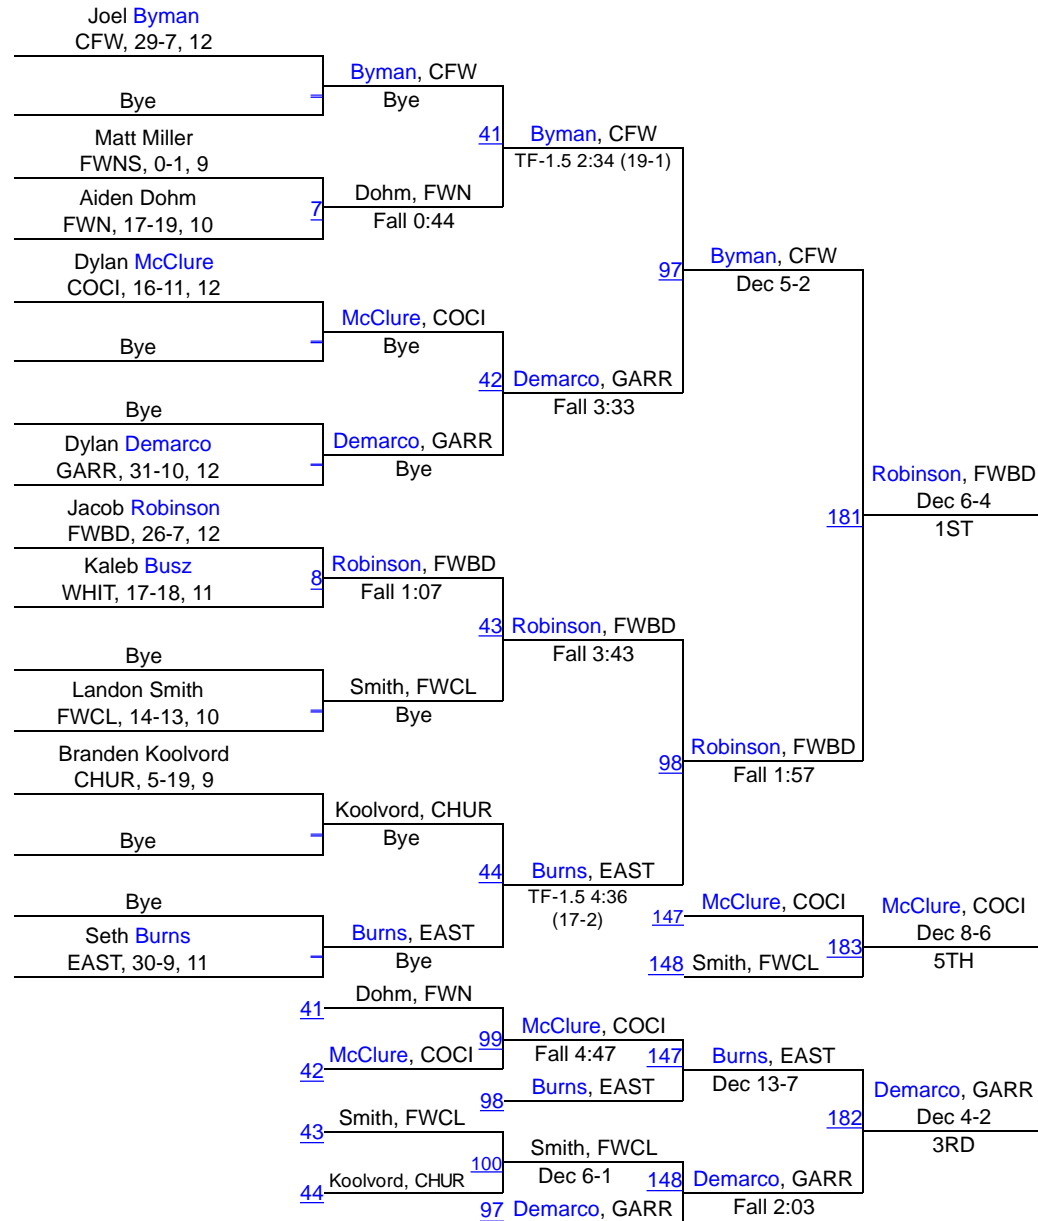 Joel Byman
CFW, 29-7, 12
Byman, CFW
Bye
Bye
Matt Miller
FWNS, 0-1, 9
41 Byman, CFW
TF-1.5 2:34 (19-1)
Aiden Dohm
FWN, 17-19, 10
7 Dohm, FWN
Fall 0:44
Dylan McClure
COCI, 16-11, 12
97 Byman, CFW
Dec 5-2
McClure, COCI
Bye
Bye
42 Demarco, GARR
Fall 3:33
Bye
Dylan Demarco
GARR, 31-10, 12
Demarco, GARR
Bye
Jacob Robinson
FWBD, 26-7, 12
181 Robinson, FWBD
Dec 6-4
1ST
Kaleb Busz
WHIT, 17-18, 11
8 Robinson, FWBD
Fall 1:07
43 Robinson, FWBD
Fall 3:43
Bye
Landon Smith
FWCL, 14-13, 10
Smith, FWCL
Bye
Branden Koolvord
CHUR, 5-19, 9
98 Robinson, FWBD
Fall 1:57
Koolvord, CHUR
Bye
Bye
44 Burns, EAST
TF-1.5 4:36
(17-2)
Bye
Seth Burns
EAST, 30-9, 11
Burns, EAST
Bye
147 McClure, COCI
148 Smith, FWCL
183 McClure, COCI
Dec 8-6
5TH
41 Dohm, FWN
42 McClure, COCI
99 McClure, COCI
Fall 4:47
98 Burns, EAST
147 Burns, EAST
Dec 13-7
43 Smith, FWCL
44 Koolvord, CHUR
100 Smith, FWCL
Dec 6-1
97 Demarco, GARR
148 Demarco, GARR
Fall 2:03
182 Demarco, GARR
Dec 4-2
3RD